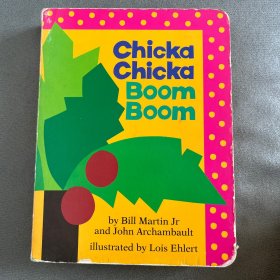 Chicka
Chicka
Boom
Boom
by Bill Martin Jr
and John Archambault
illustrated by Lois Ehlert